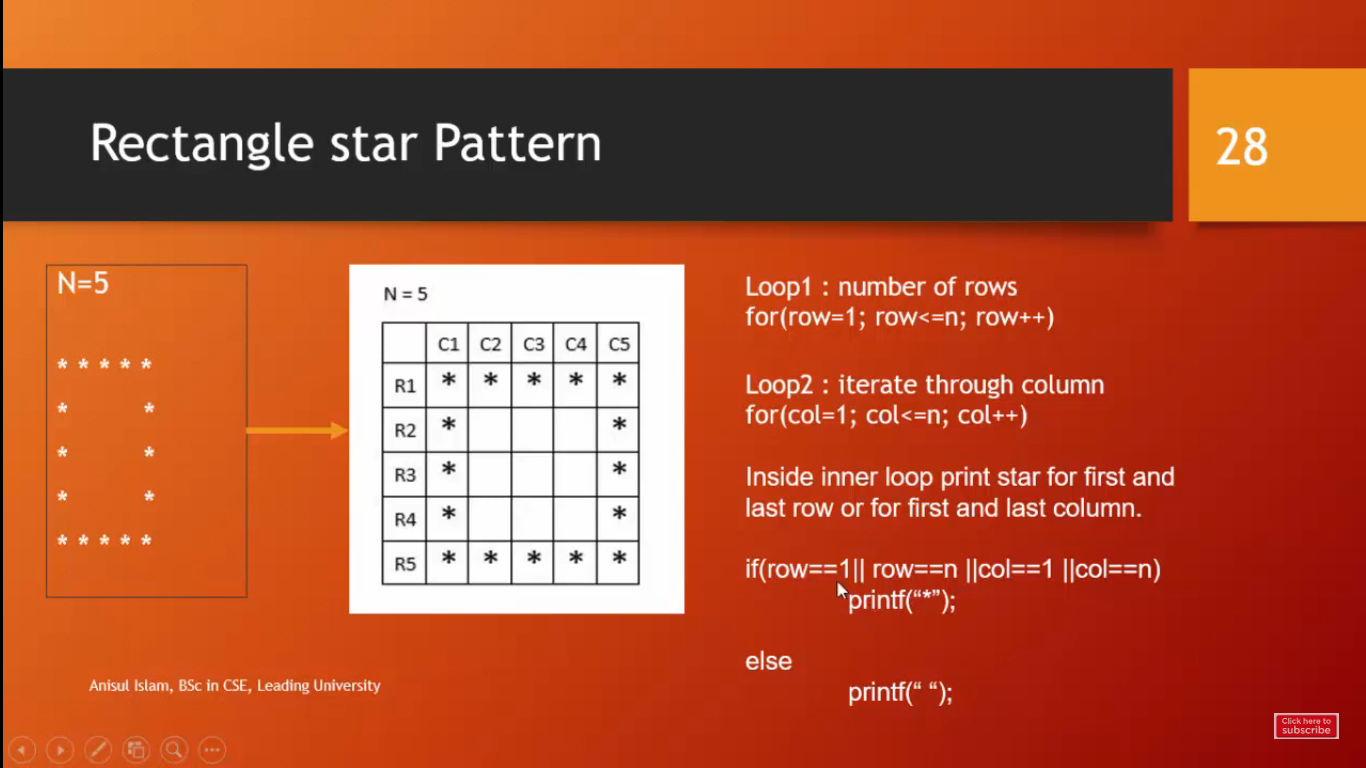 Rectangle star Pattern
28
N=5
* * * * *
*       *
*       *
*       *
* * * * *
N = 5
C1 C2 C3 C4 C5
R1 * * * * *
R2 *       *
R3 *       *
R4 *       *
R5 * * * * *
Loop1 : number of rows
for(row=1; row<=n; row++)
Loop2 : iterate through column
for(col=1; col<=n; col++)
Inside inner loop print star for first and
last row or for first and last column.
if(row==1|| row==n ||col==1 ||col==n)
printf(“*”);
else
printf(“ “);
Anisul Islam, BSc in CSE, Leading University
Click here to
subscribe